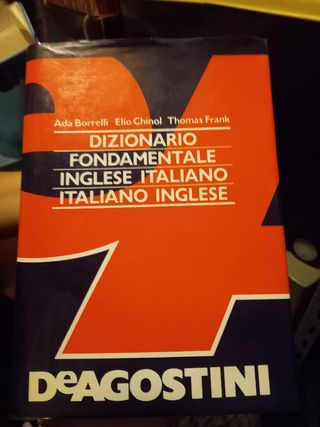 Ada Borrelli Elio Chinol Thomas Frank
DIZIONARIO
FONDAMENTALE
INGLESE ITALIANO
ITALIANO INGLESE
DEAGOSTINI